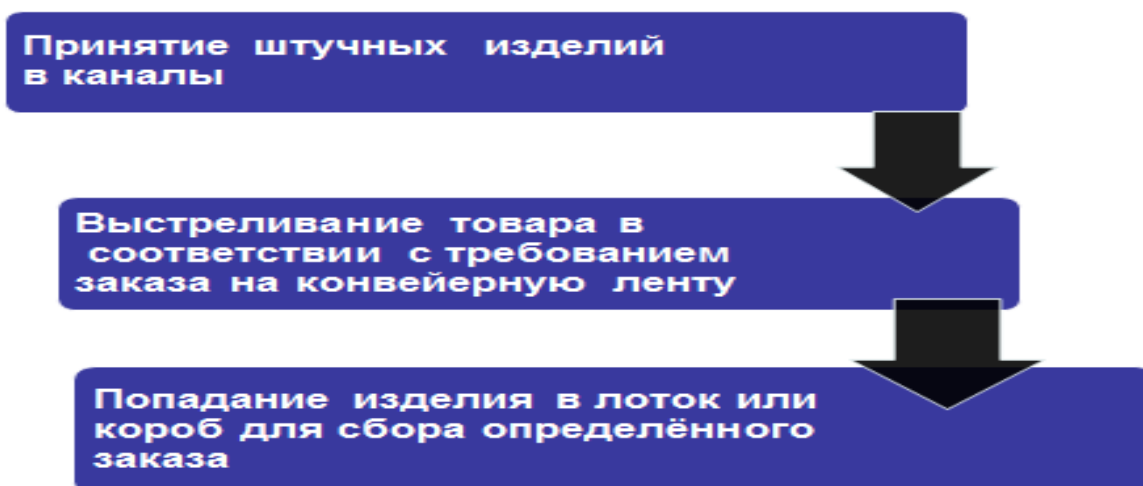 Принятие штучных изделий
в каналы
Выстреливание товара в
соответствии с требованием
заказа на конвейерную ленту
Попадание изделия в лоток или
короб для сбора определённого
заказа